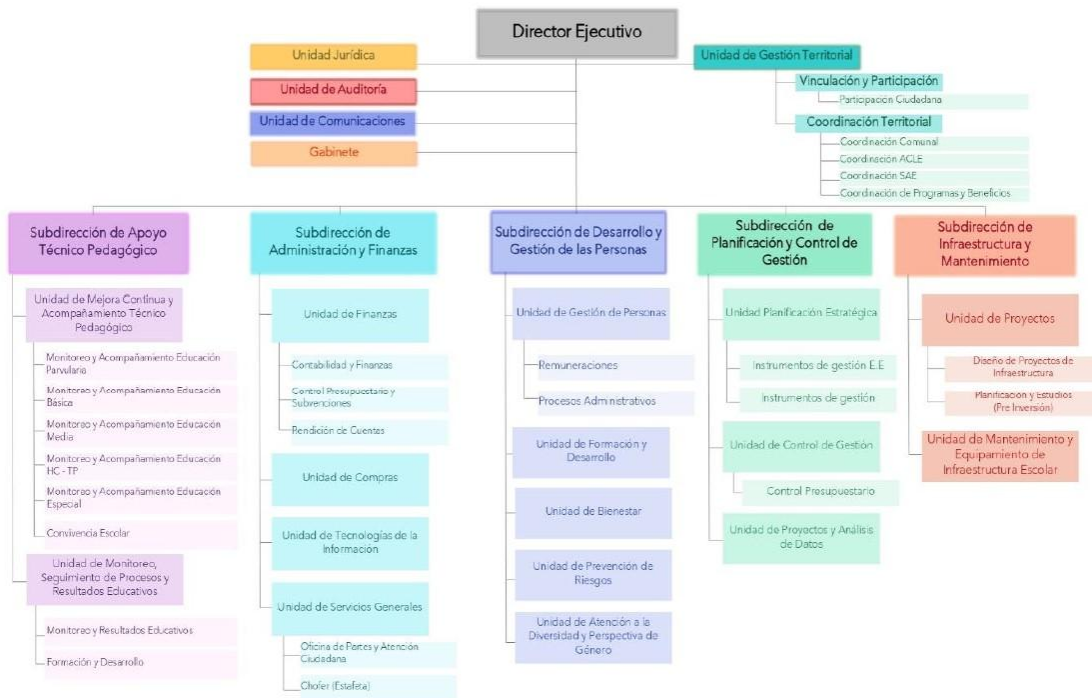 Director Ejecutivo
Unidad Jurídica
Unidad de Auditoría
Unidad de Comunicaciones
Gabinete
Unidad de Gestión Territorial
Vinculación y Participación
Participación Ciudadana
Coordinación Territorial
Coordinación Comunal
Coordinación ACLE
Coordinación SAE
Coordinación de Programas y Beneficios
Subdirección de Apoyo
Técnico Pedagógico
Unidad de Mejora Contínua y
Acompañamiento Técnico
Pedagógico
Monitoreo y Acompañamiento Educación
Parvularia
Monitoreo y Acompañamiento Educación
Básica
Monitoreo y Acompañamiento Educación
Media
Monitoreo y Acompañamiento Educación
HC - TP
Monitoreo y Acompañamiento Educación
Especial
Convivencia Escolar
Unidad de Monitoreo,
Seguimiento de Procesos y
Resultados Educativos
Monitoreo y Resultados Educativos
Formación y Desarrollo
Subdirección de
Administración y Finanzas
Unidad de Finanzas
Contabilidad y Finanzas
Control Presupuestario y
Subvenciones
Rendición de Cuentas
Unidad de Compras
Unidad de Tecnologías de la
Información
Unidad de Servicios Generales
Oficina de Partes y Atención
Ciudadana
Chofer (Estafeta)
Subdirección de Desarrollo y
Gestión de las Personas
Unidad de Gestión de Personas
Remuneraciones
Procesos Administrativos
Unidad de Formación y
Desarrollo
Unidad de Bienestar
Unidad de Prevención de
Riesgos
Unidad de Atención a la
Diversidad y Perspectiva de
Género
Subdirección de
Planificación y Control de
Gestión
Unidad Planificación Estratégica
Instrumentos de gestión E.E
Instrumentos de gestión
Unidad de Control de Gestión
Control Presupuestario
Unidad de Proyectos y Análisis
de Datos
Subdirección de
Infraestructura y
Mantenimiento
Unidad de Proyectos
Diseño de Proyectos de
Infraestructura
Planificación y Estudios
(Pre Inversión)
Unidad de Mantenimiento y
Equipamiento de
Infraestructura Escolar